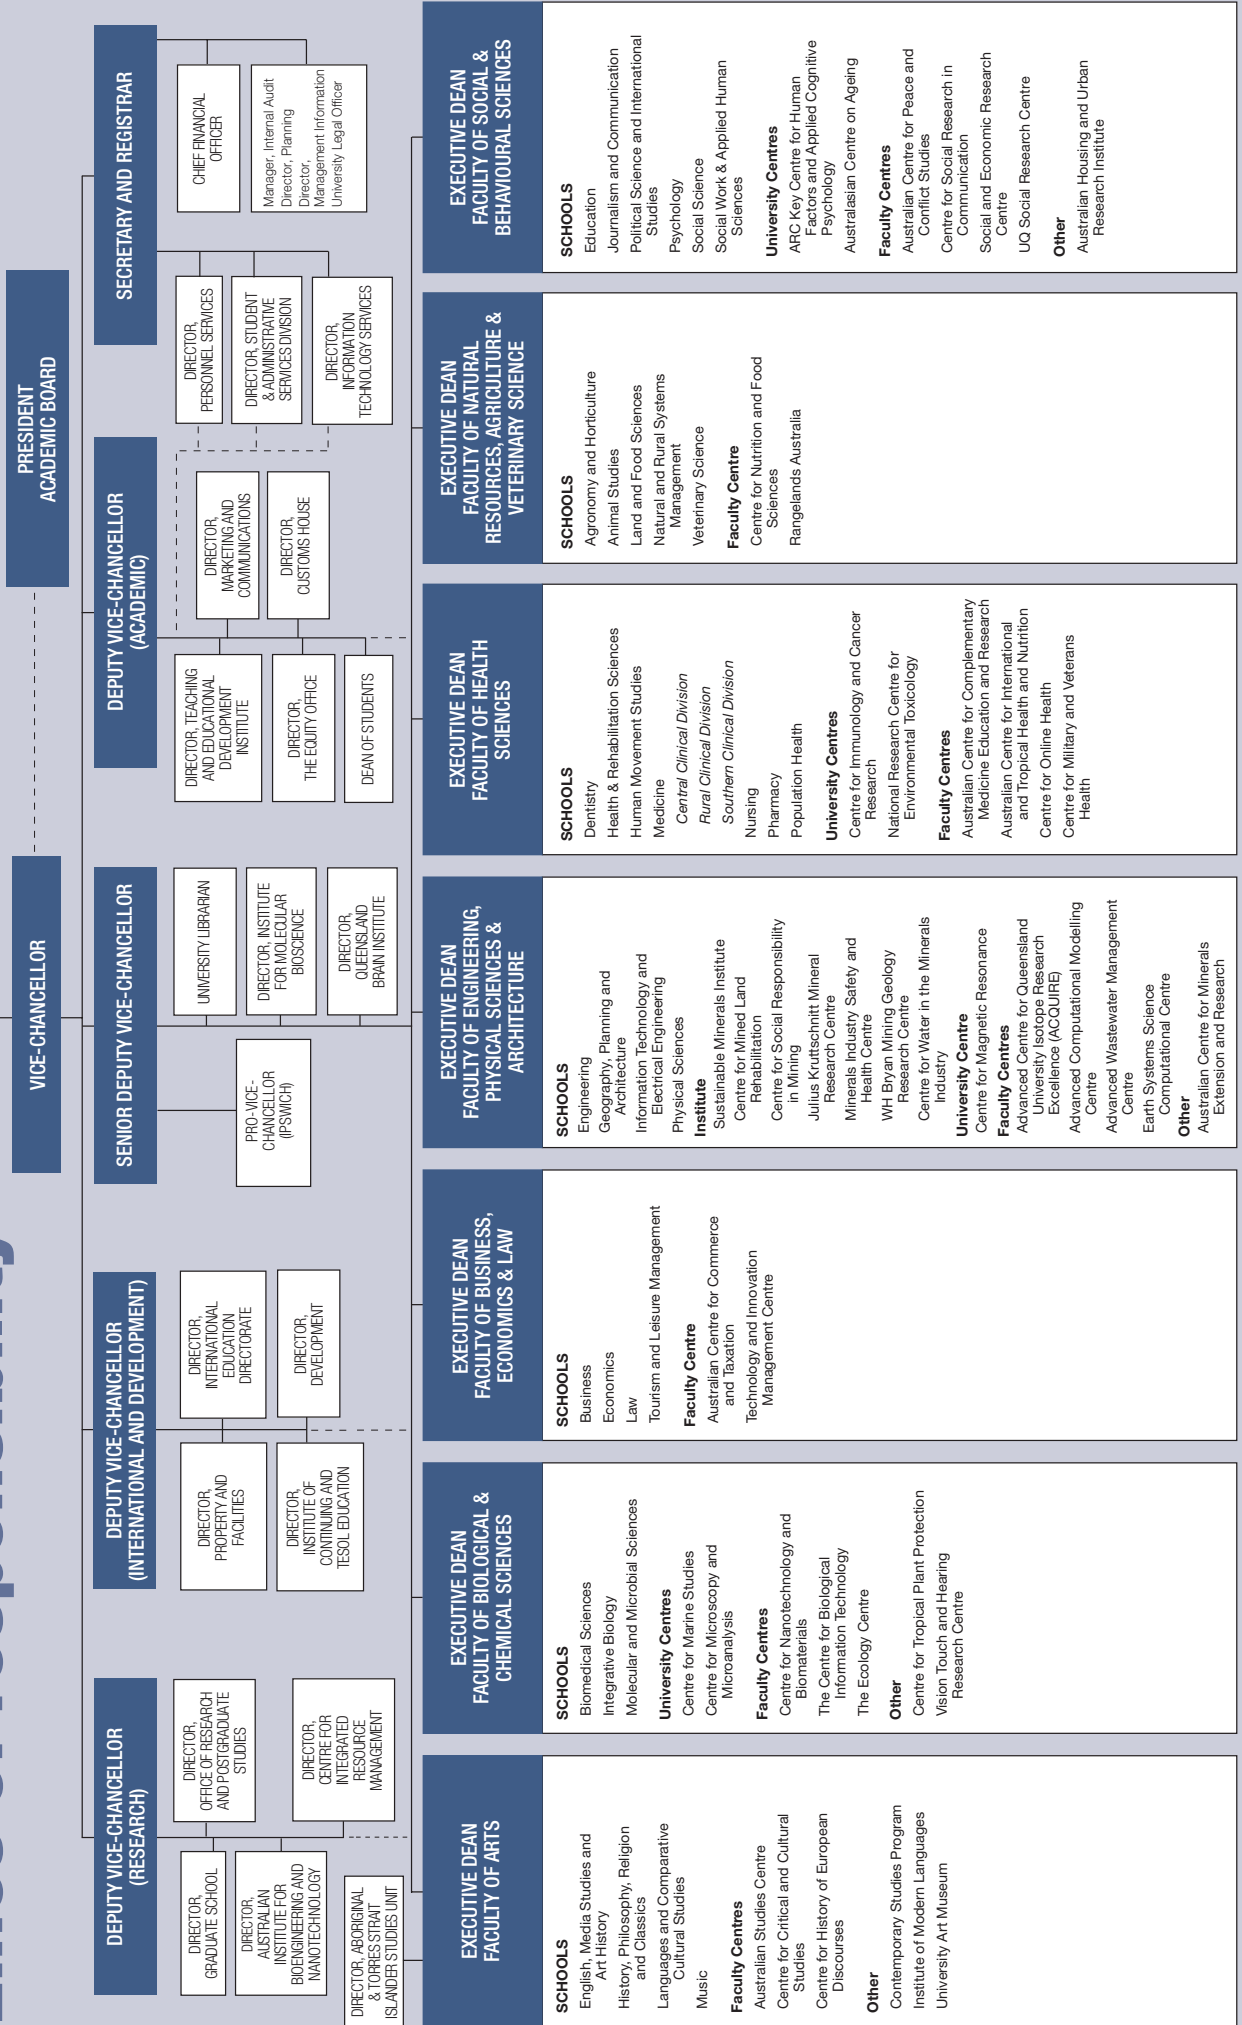 PRESIDENT
ACADEMIC BOARD
VICE-CHANCELLOR
DEPUTY VICE-CHANCELLOR
(RESEARCH)
DIRECTOR,
GRADUATE SCHOOL
DIRECTOR,
AUSTRALIAN
INSTITUTE FOR
BIOENGINEERING AND
NANOTECHNOLOGY
DIRECTOR, ABORIGINAL
& TORRES STRAIT
ISLANDER STUDIES UNIT
DIRECTOR,
OFFICE OF RESEARCH
AND POSTGRADUATE
STUDIES
DIRECTOR,
CENTRE FOR
INTEGRATED
RESOURCE
MANAGEMENT
DEPUTY VICE-CHANCELLOR
(INTERNATIONAL AND DEVELOPMENT)
DIRECTOR,
PROPERTY AND
FACILITIES
DIRECTOR,
INSTITUTE OF
CONTINUING AND
TESOL EDUCATION
DIRECTOR,
INTERNATIONAL
EDUCATION
DIRECTORATE
DIRECTOR,
DEVELOPMENT
SENIOR DEPUTY VICE-CHANCELLOR
PRO-VICE-
CHANCELLOR
(IPSWICH)
UNIVERSITY LIBRARIAN
DIRECTOR, INSTITUTE
FOR MOLECULAR
BIOSCIENCE
DIRECTOR,
QUEENSLAND
BRAIN INSTITUTE
DEPUTY VICE-CHANCELLOR
(ACADEMIC)
DIRECTOR, TEACHING
AND EDUCATIONAL
DEVELOPMENT
INSTITUTE
DIRECTOR,
THE EQUITY OFFICE
DEAN OF STUDENTS
DIRECTOR,
MARKETING AND
COMMUNICATIONS
DIRECTOR,
CUSTOMS HOUSE
SECRETARY AND REGISTRAR
DIRECTOR,
PERSONNEL SERVICES
DIRECTOR, STUDENT
& ADMINISTRATIVE
SERVICES DIVISION
DIRECTOR,
INFORMATION
TECHNOLOGY SERVICES
CHIEF FINANCIAL
OFFICER
Manager, Internal Audit
Director, Planning
Director,
Management Information
University Legal Officer
EXECUTIVE DEAN
FACULTY OF ARTS
SCHOOLS
English, Media Studies and
Art History
History, Philosophy, Religion
and Classics
Languages and Comparative
Cultural Studies
Music
Faculty Centres
Australian Studies Centre
Centre for Critical and Cultural
Studies
Centre for History of European
Discourses
Other
Contemporary Studies Program
Institute of Modern Languages
University Art Museum
EXECUTIVE DEAN
FACULTY OF BIOLOGICAL &
CHEMICAL SCIENCES
SCHOOLS
Biomedical Sciences
Integrative Biology
Molecular and Microbial Sciences
University Centres
Centre for Marine Studies
Centre for Microscopy and
Microanalysis
Faculty Centres
Centre for Nanotechnology and
Biomaterials
The Centre for Biological
Information Technology
The Ecology Centre
Other
Centre for Tropical Plant Protection
Vision Touch and Hearing
Research Centre
EXECUTIVE DEAN
FACULTY OF BUSINESS,
ECONOMICS & LAW
SCHOOLS
Business
Economics
Law
Tourism and Leisure Management
Faculty Centre
Australian Centre for Commerce
and Taxation
Technology and Innovation
Management Centre
EXECUTIVE DEAN
FACULTY OF ENGINEERING,
PHYSICAL SCIENCES &
ARCHITECTURE
SCHOOLS
Engineering
Geography, Planning and
Architecture
Information Technology and
Electrical Engineering
Physical Sciences
Institute
Sustainable Minerals Institute
Centre for Mined Land
Rehabilitation
Centre for Social Responsibility
in Mining
Julius Kruttschnitt Mineral
Research Centre
Minerals Industry Safety and
Health Centre
WH Bryan Mining Geology
Research Centre
Centre for Water in the Minerals
Industry
University Centre
Centre for Magnetic Resonance
Faculty Centres
Advanced Centre for Queensland
University Isotope Research
Excellence (ACQUIRE)
Advanced Computational Modelling
Centre
Advanced Wastewater Management
Centre
Earth Systems Science
Computational Centre
Other
Australian Centre for Minerals
Extension and Research
EXECUTIVE DEAN
FACULTY OF HEALTH
SCIENCES
SCHOOLS
Dentistry
Health & Rehabilitation Sciences
Human Movement Studies
Medicine
Central Clinical Division
Rural Clinical Division
Southern Clinical Division
Nursing
Pharmacy
Population Health
University Centres
Centre for Immunology and Cancer
Research
National Research Centre for
Environmental Toxicology
Faculty Centres
Australian Centre for Complementary
Medicine Education and Research
Australian Centre for International
and Tropical Health and Nutrition
Centre for Online Health
Centre for Military and Veterans
Health
EXECUTIVE DEAN
FACULTY OF NATURAL
RESOURCES, AGRICULTURE &
VETERINARY SCIENCE
SCHOOLS
Agronomy and Horticulture
Animal Studies
Land and Food Sciences
Natural and Rural Systems
Management
Veterinary Science
Faculty Centre
Centre for Nutrition and Food
Sciences
Rangelands Australia
EXECUTIVE DEAN
FACULTY OF SOCIAL &
BEHAVIOURAL SCIENCES
SCHOOLS
Education
Journalism and Communication
Political Science and International
Studies
Psychology
Social Science
Social Work & Applied Human
Sciences
University Centres
ARC Key Centre for Human
Factors and Applied Cognitive
Psychology
Australasian Centre on Ageing
Faculty Centres
Australian Centre for Peace and
Conflict Studies
Centre for Social Research in
Communication
Social and Economic Research
Centre
UQ Social Research Centre
Other
Australian Housing and Urban
Research Institute